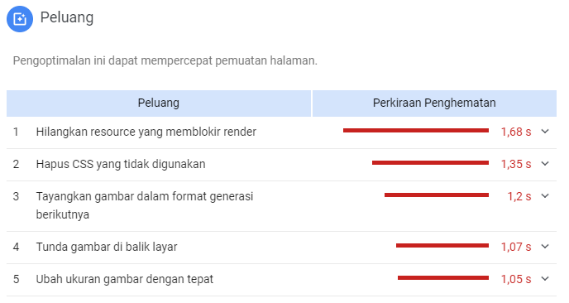 Peluang
Pengoptimalan ini dapat mempercepat pemuatan halaman.
Peluang Perkiraan Penghematan
1 Hilangkan resource yang memblokir render 1,68 s
2 Hapus CSS yang tidak digunakan 1,35 s
3 Tayangkan gambar dalam format generasi 1,2 s
berikutnya
4 Tunda gambar di balik layar 1,07 s
5 Ubah ukuran gambar dengan tepat 1,05 s